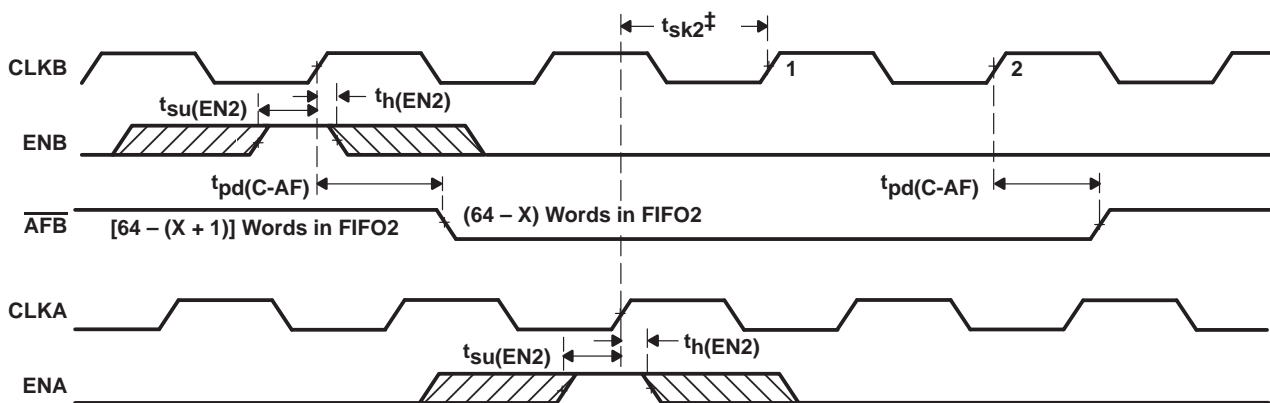 tsk2‡
CLKB
1
2
tsu(EN2)
th(EN2)
ENB
tpd(C-AF)
tpd(C-AF)
AFB
[64 – (X + 1)] Words in FIFO2
(64 – X) Words in FIFO2
CLKA
tsu(EN2)
th(EN2)
ENA